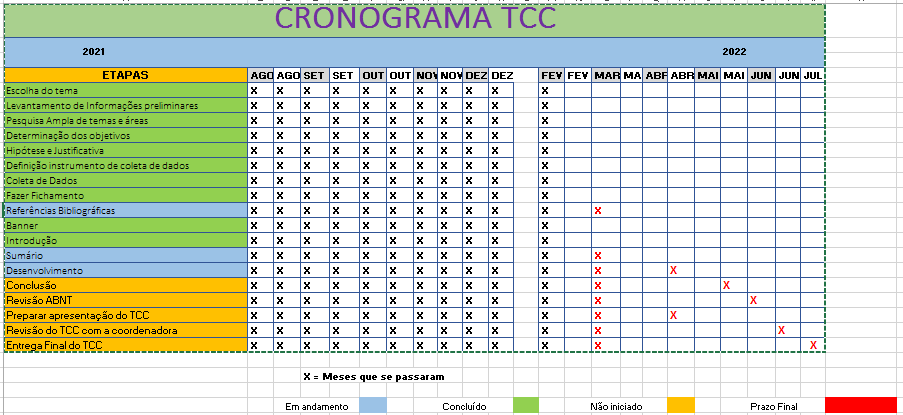 CRONOGRAMA TCC
2021 2022
ETAPAS AGO AGO SET SET OUT OUT NOV NOV DEZ DEZ FEV FEV MAR MA ABF ABR MAI MAI JUN JUN JUL
Escolha do tema X X X X X X X X X X X
Levantamento de Informações preliminares X X X X X X X X X X X
Pesquisa Ampla de temas e áreas X X X X X X X X X X X
Determinação dos objetivos X X X X X X X X X X X
Hipótese e Justificativa X X X X X X X X X X X
Definição instrumento de coleta de dados X X X X X X X X X X X
Coleta de Dados X X X X X X X X X X X
Fazer Fichamento X X X X X X X X X X X
Referências Bibliográficas X X X X X X X X X X X X
Banner X X X X X X X X X X X
Introdução X X X X X X X X X X X
Sumário X X X X X X X X X X X X
Desenvolvimento X X X X X X X X X X X X X
Conclusão X X X X X X X X X X X X X
Revisão ABNT X X X X X X X X X X X X X
Preparar apresentação do TCC X X X X X X X X X X X X X
Revisão do TCC com a coordenadora X X X X X X X X X X X X X
Entrega Final do TCC X X X X X X X X X X X X X
X = Meses que se passaram
Em andamento Concluído Não iniciado Prazo Final